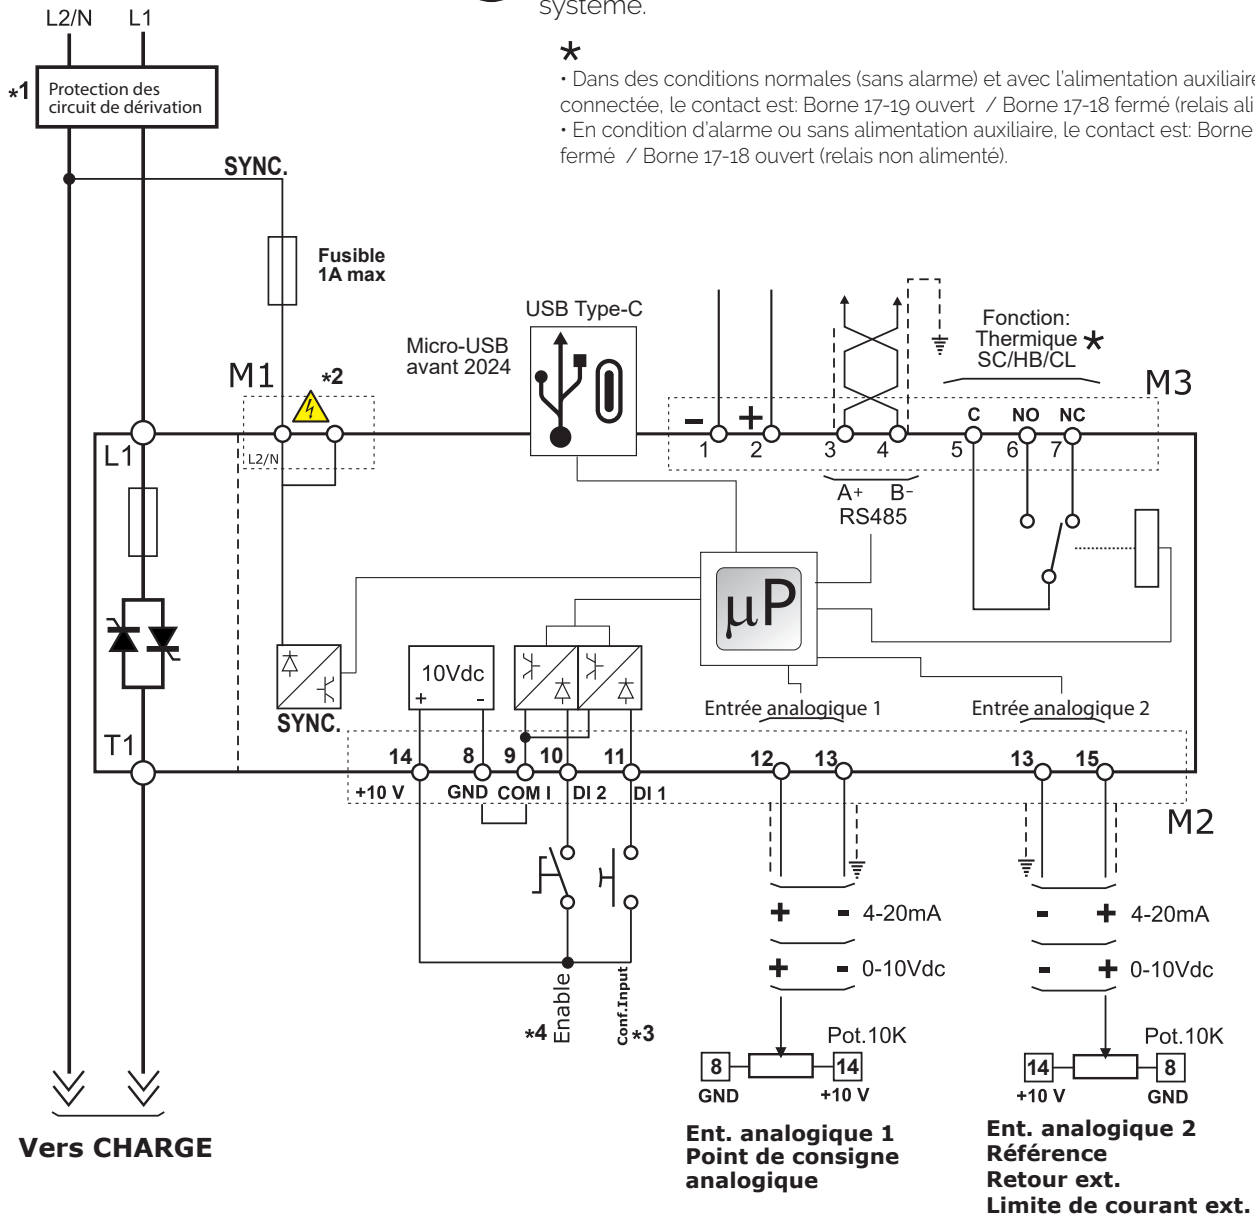 système.
L2/N L1
*
• Dans des conditions normales (sans alarme) et avec l'alimentation auxiliaire
connectée, le contact est: Borne 17-19 ouvert / Borne 17-18 fermé (relais ali
• En condition d'alarme ou sans alimentation auxiliaire, le contact est: Borne
fermé / Borne 17-18 ouvert (relais non alimenté).
*1
Protection des
circuit de dérivation
SYNC.
Fusible
1A max
USB Type-C
Micro-USB
avant 2024
Fonction:
Thermique *
SC/HB/CL
M1
*2
M3
- +
C NO NC
1 2 3 4 5 6 7
L1
L2/N
A+ B-
RS485
µP
10Vdc
+ -
SYNC.
Entrée analogique 1
Entrée analogique 2
T1
14 8 9 10 11 12 13 13 15
+10 V GND COM I DI 2 DI 1
M2
+ - 4-20mA
- + 4-20mA
+ - 0-10Vdc
- + 0-10Vdc
*4 Enable
Conf.Input *3
Pot.10K
Pot.10K
8 14
14 8
GND +10 V
+10 V GND
Vers CHARGE
Ent. analogique 1
Point de consigne
analogique
Ent. analogique 2
Référence
Retour ext.
Limite de courant ext.